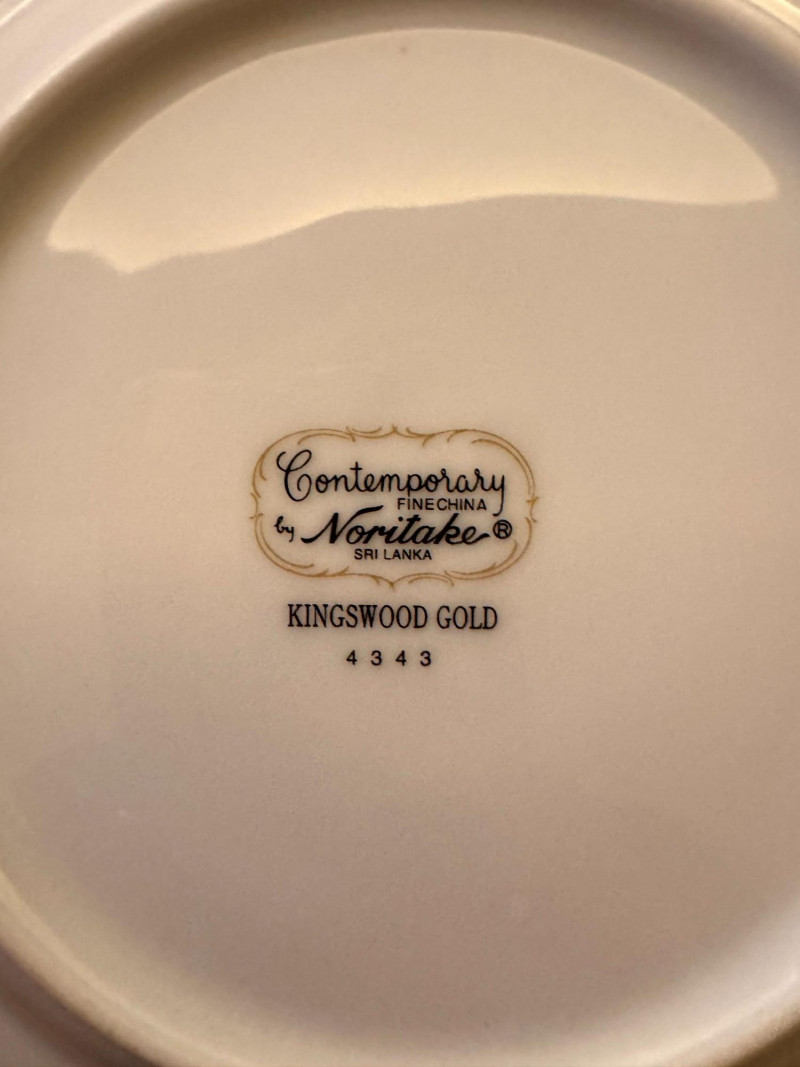 Contemporary
FINE CHINA
by Noritake®
SRI LANKA
KINGSWOOD GOLD
4343